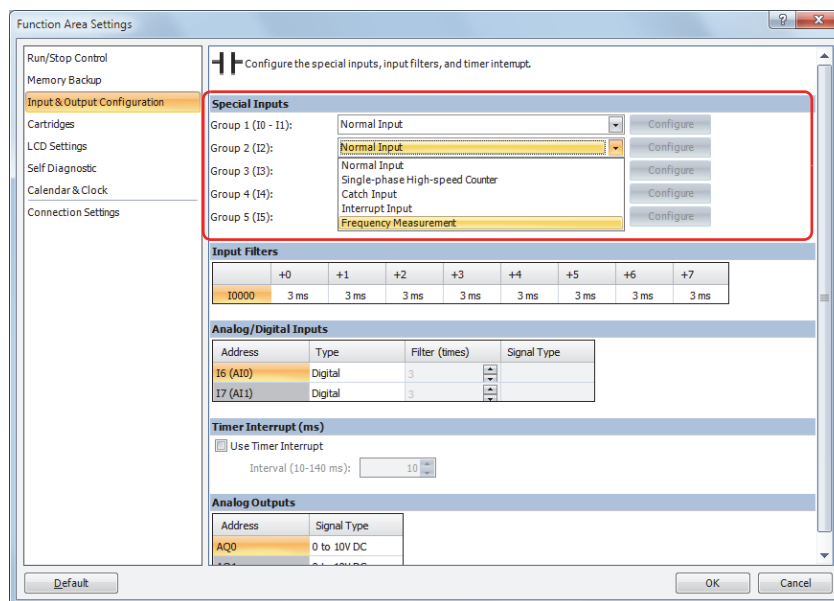 Function Area Settings
Run/Stop Control
Memory Backup
Input & Output Configuration
Cartridges
LCD Settings
Self Diagnostic
Calendar & Clock
Connection Settings
Configure the special inputs, input filters, and timer interrupt.
Special Inputs
Group 1 (I0 - I1): Normal Input Configure
Group 2 (I2): Normal Input Configure
Normal Input
Group 3 (I3): Configure
Single-phase High-speed Counter
Group 4 (I4): Catch Input Configure
Interrupt Input
Group 5 (I5): Frequency Measurement Configure
Input Filters
+0 +1 +2 +3 +4 +5 +6 +7
I0000 3 ms 3 ms 3 ms 3 ms 3 ms 3 ms 3 ms 3 ms
Analog/Digital Inputs
Address Type Filter (times) Signal Type
I6 (AI0) Digital 3
I7 (AI1) Digital 3
Timer Interrupt (ms)
Use Timer Interrupt
Interval (10-140 ms): 10
Analog Outputs
Address Signal Type
AQ0 0 to 10V DC
Default OK Cancel